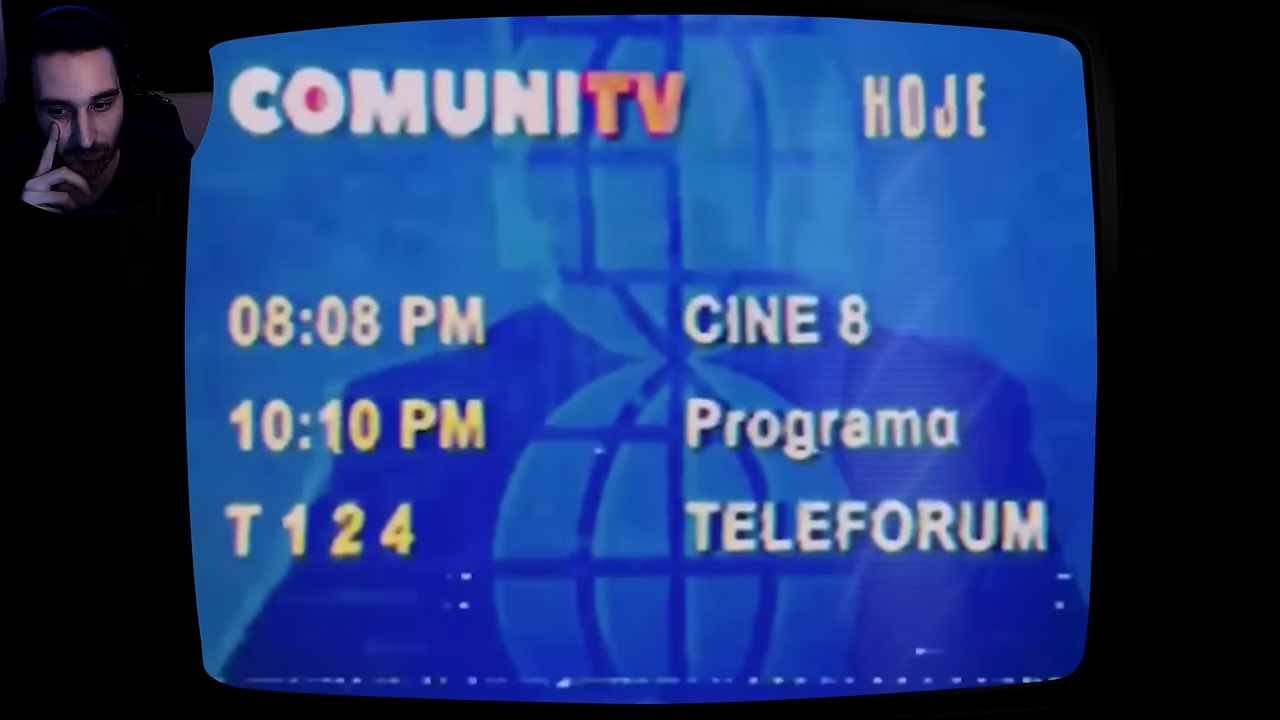 COMUNITV HOJE
08:08 PM CINE 8
10:10 PM Programa
T 1 2 4 TELEFORUM